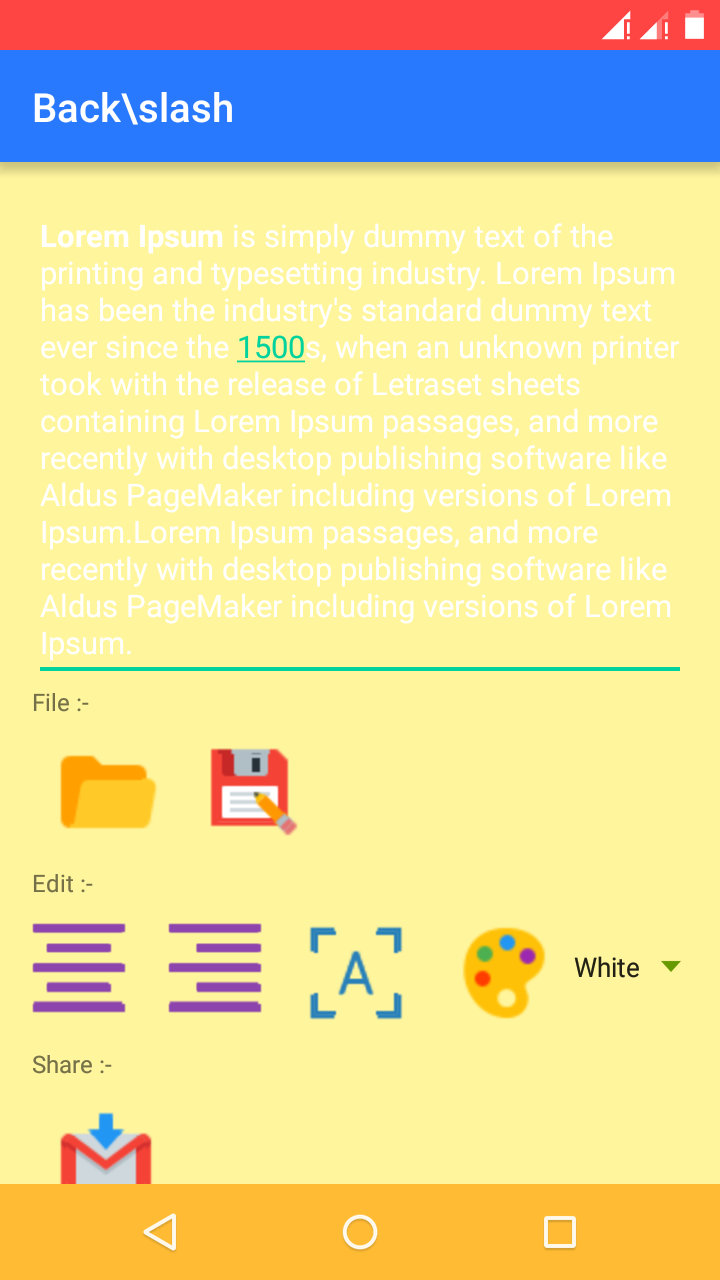 Back\slash
Lorem Ipsum is simply dummy text of the
printing and typesetting industry. Lorem Ipsum
has been the industry's standard dummy text
ever since the 1500s, when an unknown printer
took with the release of Letraset sheets
containing Lorem Ipsum passages, and more
recently with desktop publishing software like
Aldus PageMaker including versions of Lorem
Ipsum.Lorem Ipsum passages, and more
recently with desktop publishing software like
Aldus PageMaker including versions of Lorem
Ipsum.
File :-
Edit :-
A
White
Share :-